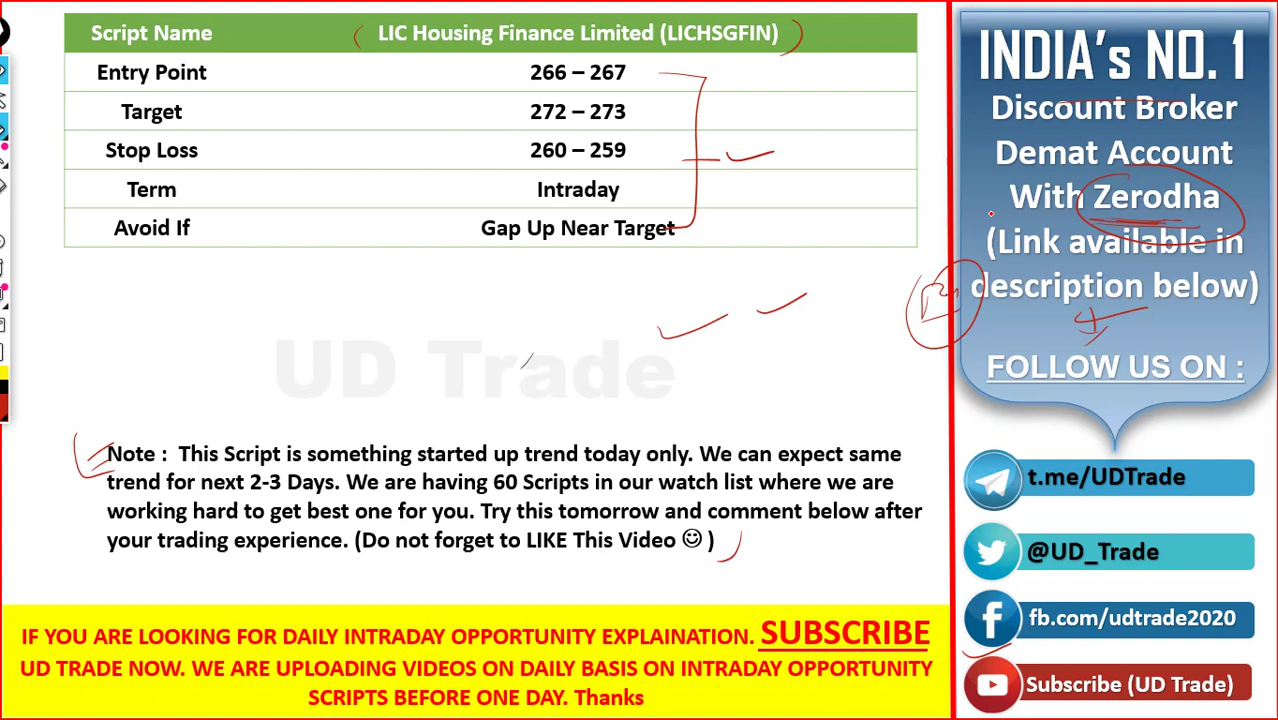 Script Name LIC Housing Finance Limited (LICHSGFIN)
Entry Point 266 – 267
Target 272 – 273
Stop Loss 260 – 259
Term Intraday
Avoid If Gap Up Near Target
UD Trade
Note : This Script is something started up trend today only. We can expect same
trend for next 2-3 Days. We are having 60 Scripts in our watch list where we are
working hard to get best one for you. Try this tomorrow and comment below after
your trading experience. (Do not forget to LIKE This Video ☺ )
IF YOU ARE LOOKING FOR DAILY INTRADAY OPPORTUNITY EXPLAINATION. SUBSCRIBE
UD TRADE NOW. WE ARE UPLOADING VIDEOS ON DAILY BASIS ON INTRADAY OPPORTUNITY
SCRIPTS BEFORE ONE DAY. Thanks
INDIA's NO. 1
Discount Broker
Demat Account
With Zerodha
(Link available in
description below)
FOLLOW US ON :
t.me/UDTrade
@UD_Trade
fb.com/udtrade2020
Subscribe (UD Trade)